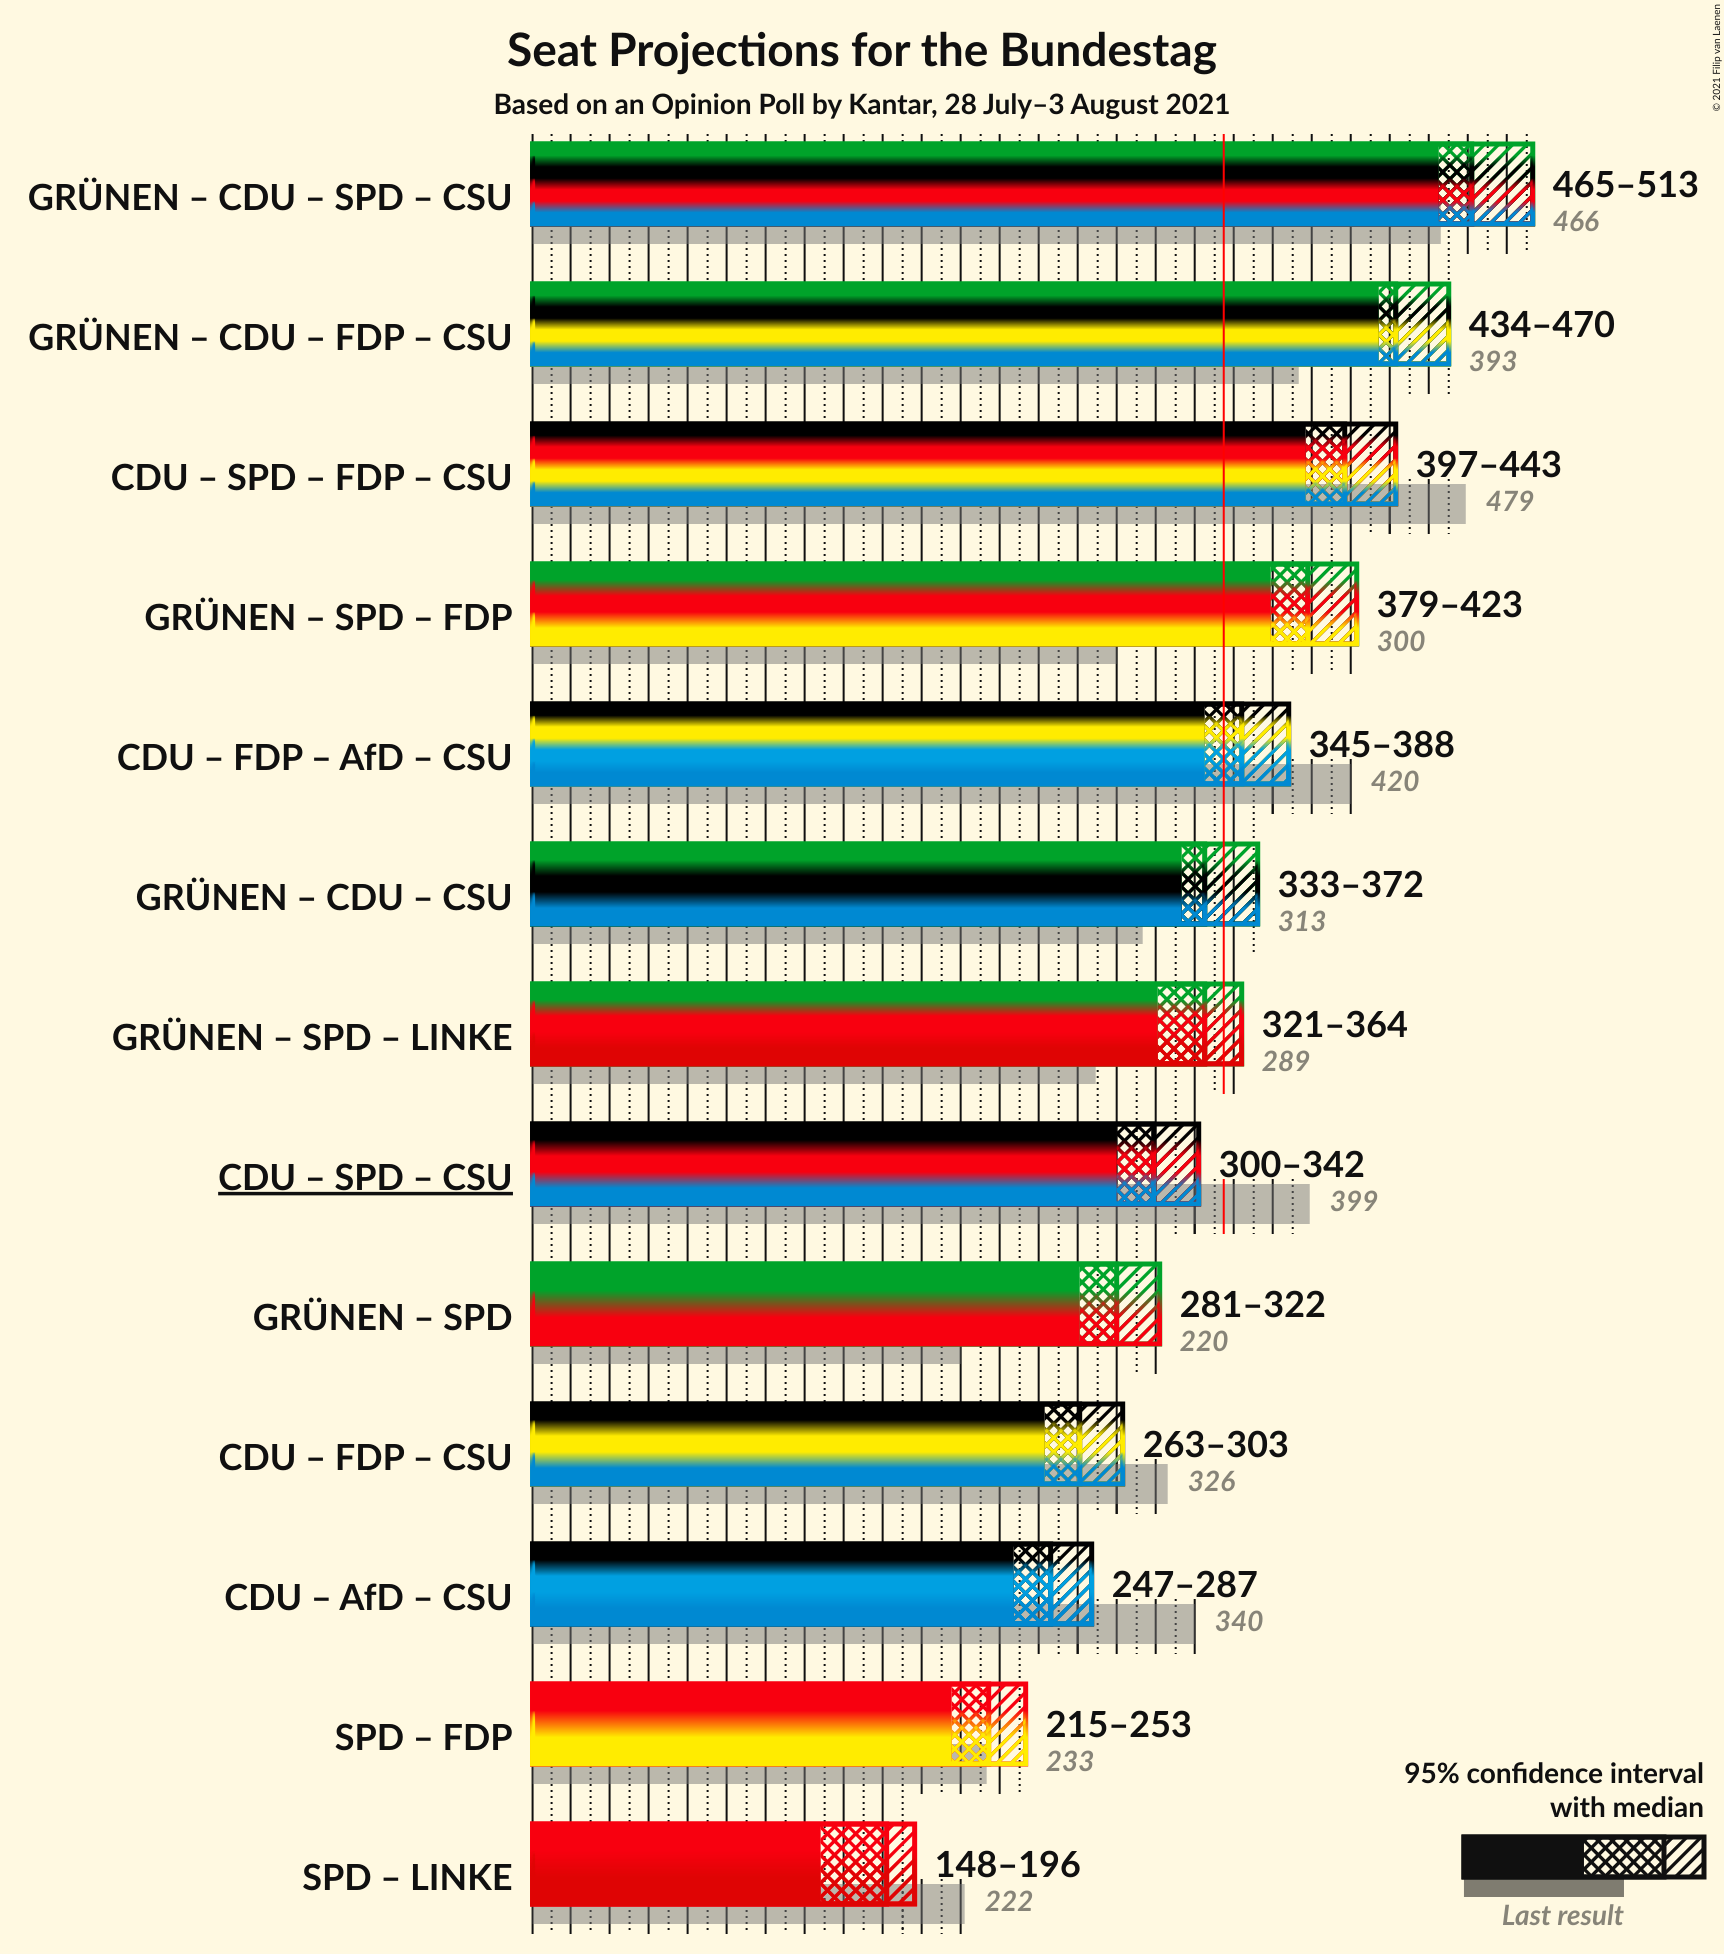 © 2021 Filip van Laenen
Seat Projections for the Bundestag
Based on an Opinion Poll by Kantar, 28 July–3 August 2021
GRÜNEN – CDU – SPD – CSU
465–513
466
GRÜNEN – CDU – FDP – CSU
434–470
393
CDU – SPD – FDP – CSU
397–443
479
GRÜNEN – SPD – FDP
379–423
300
CDU – FDP – AfD – CSU
345–388
420
GRÜNEN – CDU – CSU
333–372
313
GRÜNEN – SPD – LINKE
321–364
289
CDU – SPD – CSU
300–342
399
GRÜNEN – SPD
281–322
220
CDU – FDP – CSU
263–303
326
CDU – AfD – CSU
247–287
340
SPD – FDP
215–253
233
SPD – LINKE
148–196
222
95% confidence interval
with median
Last result